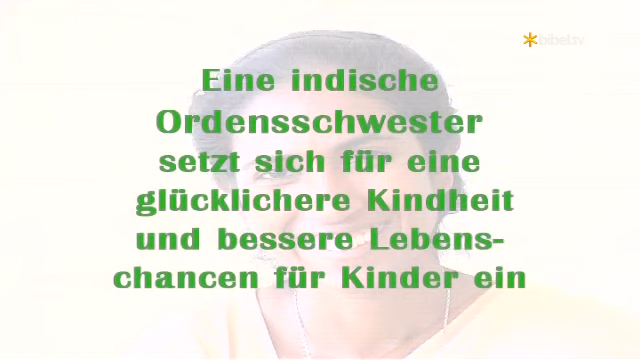 bibel.tv
Eine indische
Ordensschwester
setzt sich für eine
glücklichere Kindheit
und bessere Lebens-
chancen für Kinder ein